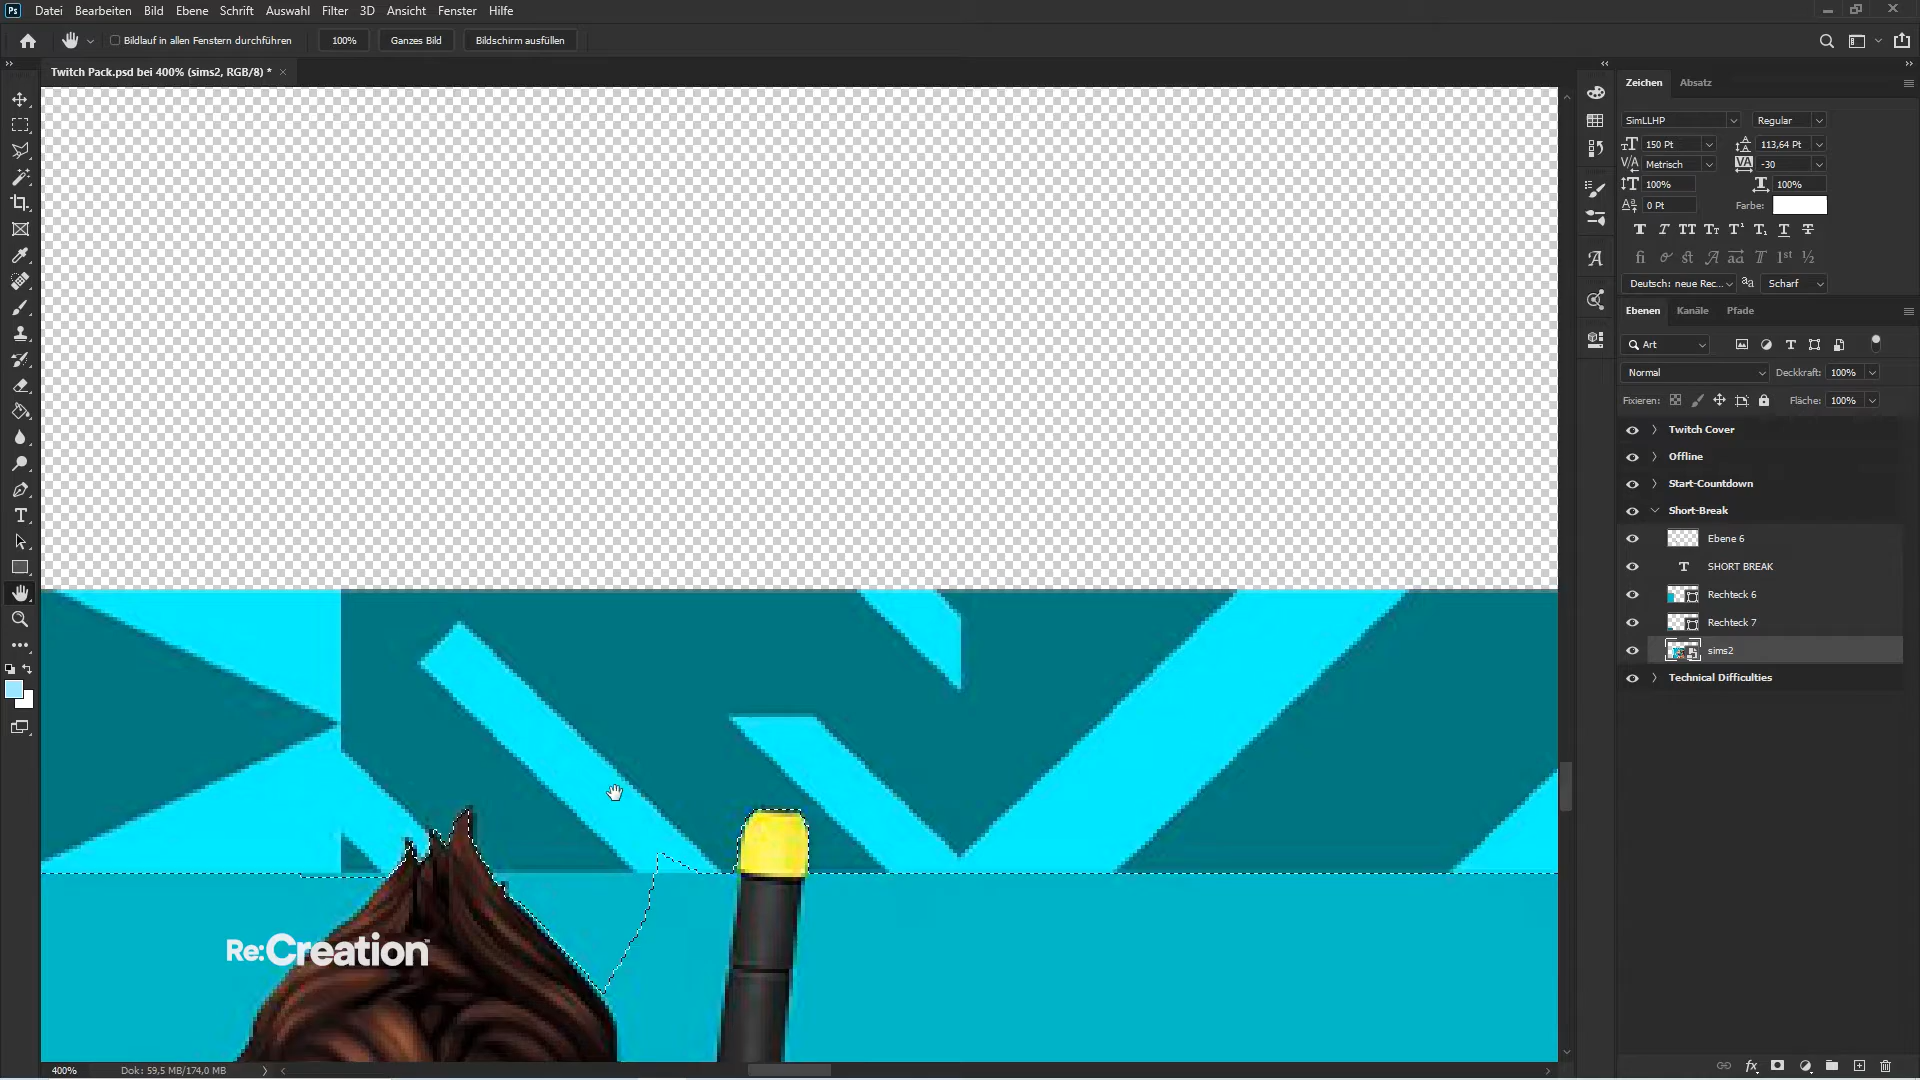 Ps Datei Bearbeiten Bild Ebene Schrift Auswahl Filter 3D Ansicht Fenster Hilfe
Bildlauf in allen Fenstern durchführen 100% Ganzes Bild Bildschirm ausfüllen
Twitch Pack.psd bei 400% (sims2, RGB/8) *
Zeichen Absatz
SimLLHP Regular
150 Pt 113,64 Pt
Metrisch -30
100% 100%
0 Pt Farbe:
Deutsch: neue Rec... Scharf
Ebenen Kanäle Pfade
Art
Normal Deckkraft: 100%
Fixieren: Fläche: 100%
Twitch Cover
Offline
Start-Countdown
Short-Break
Ebene 6
SHORT BREAK
Rechteck 6
Rechteck 7
sims2
Technical Difficulties
Re:Creation
400% Dok: 59,5 MB/174,0 MB